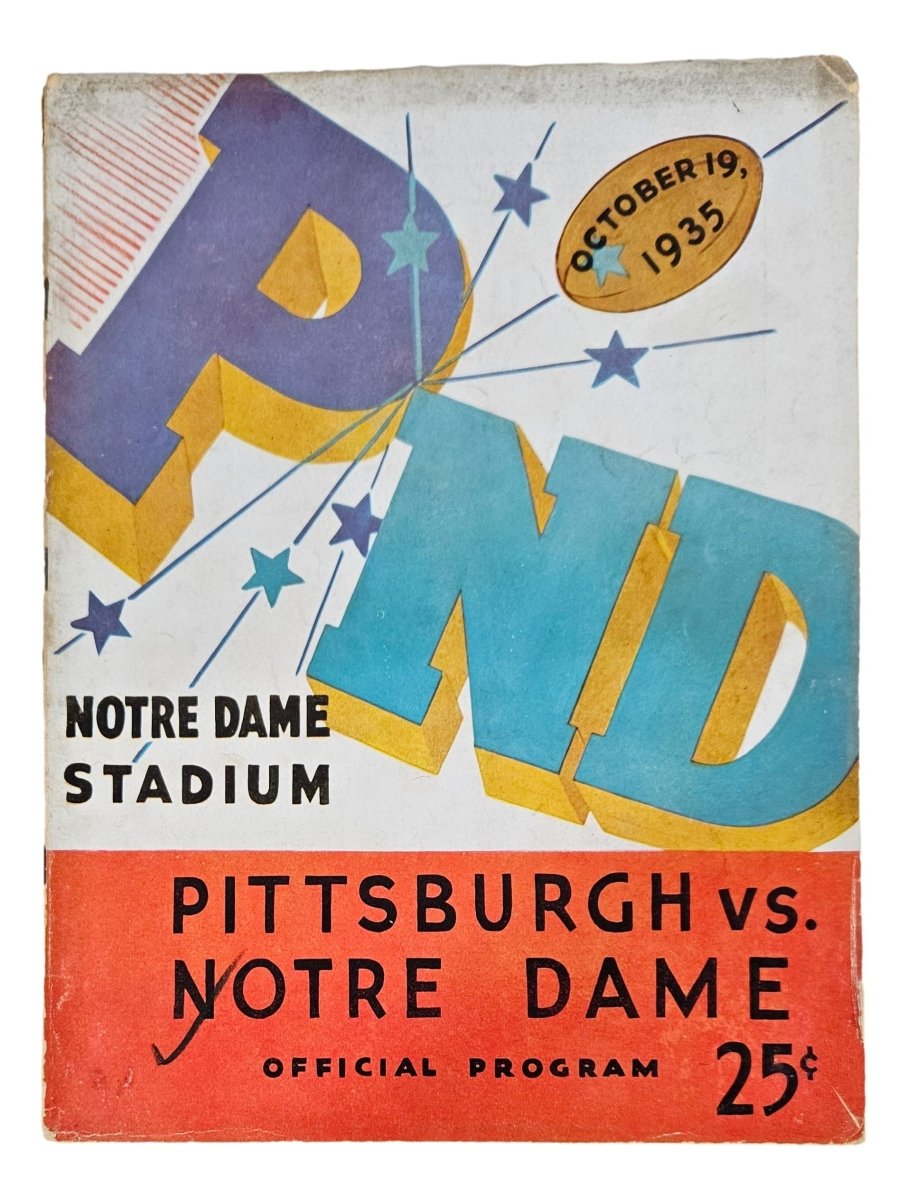 P
OCTOBER 19,
1935
ND
NOTRE DAME
STADIUM
PITTSBURGH VS.
NOTRE DAME
OFFICIAL PROGRAM 25¢